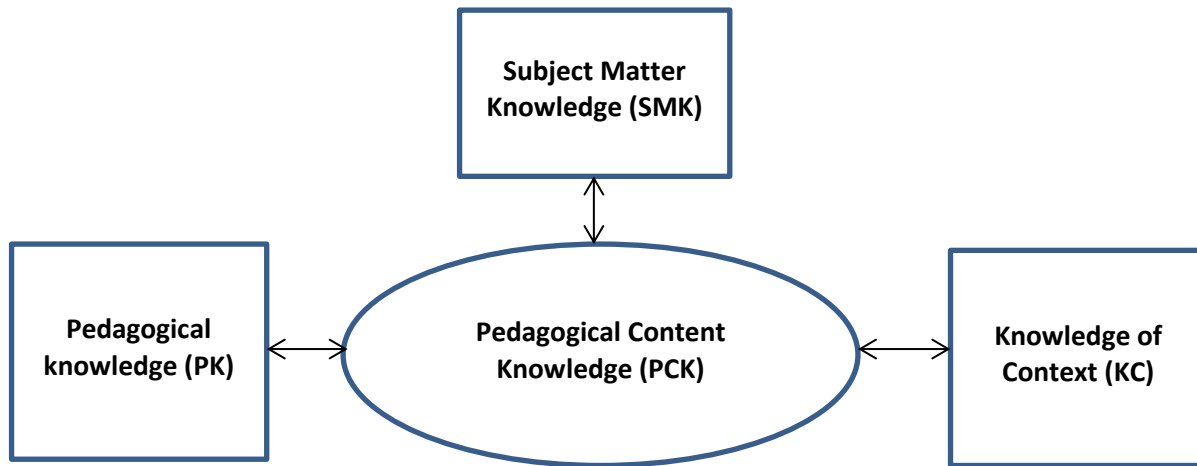 Subject Matter
Knowledge (SMK)
Pedagogical
knowledge (PK)
Pedagogical Content
Knowledge (PCK)
Knowledge of
Context (KC)